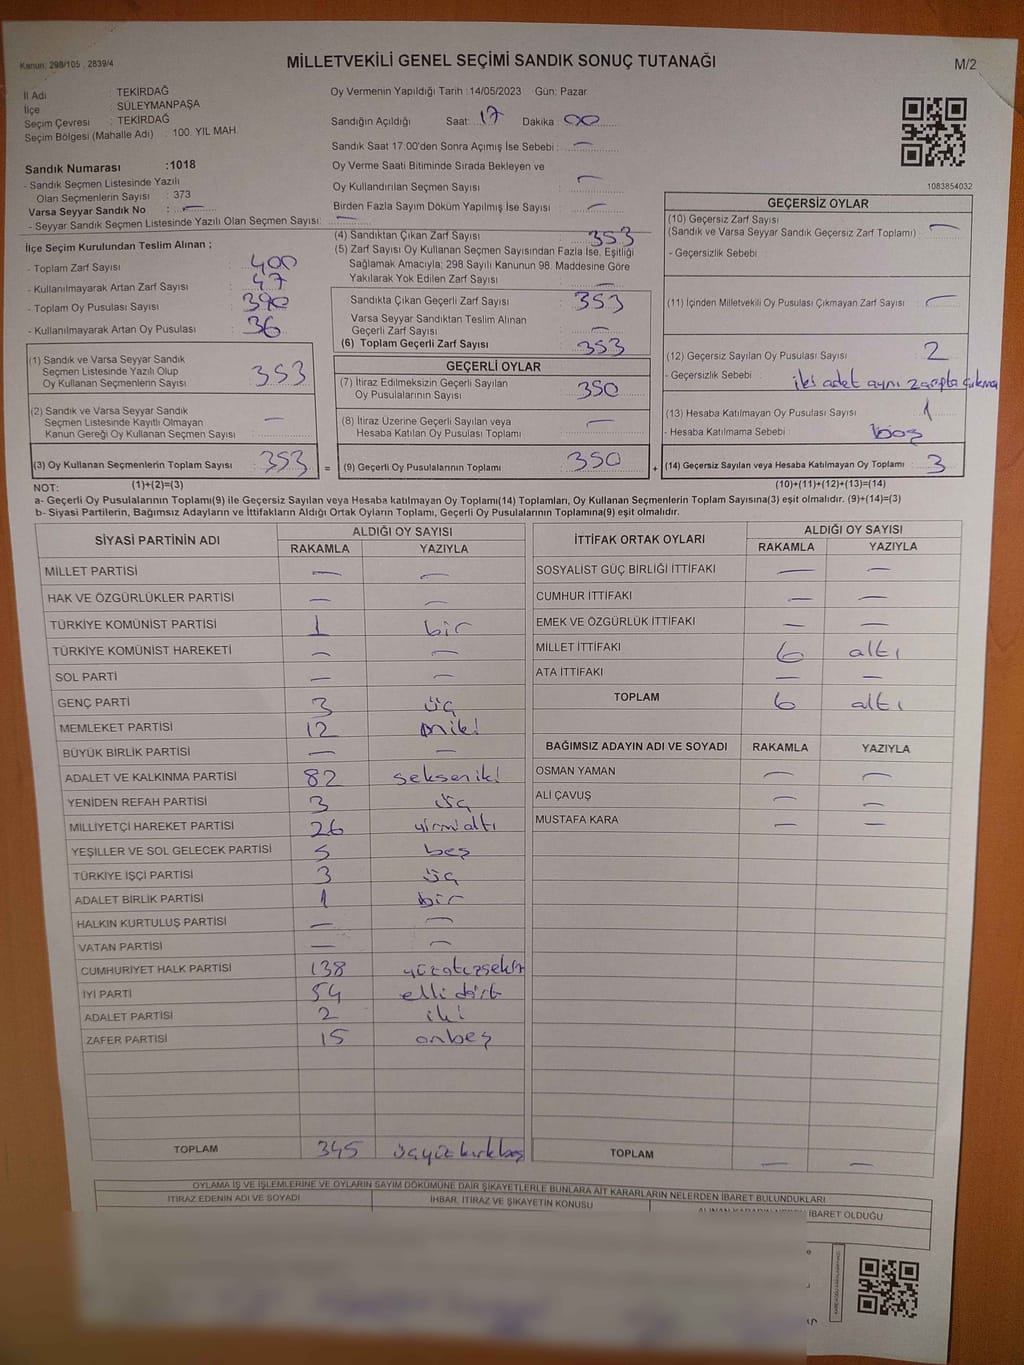 Kanun: 298/105 , 2839/4
MİLLETVEKİLİ GENEL SEÇİMİ SANDIK SONUÇ TUTANAĞI
M/2
İl Adı : TEKİRDAĞ
İlçe : SÜLEYMANPAŞA
Seçim Çevresi : TEKİRDAĞ
Seçim Bölgesi (Mahalle Adı) : 100. YIL MAH
Sandık Numarası :1018
- Sandık Seçmen Listesinde Yazılı
Olan Seçmenlerin Sayısı : 373
Varsa Seyyar Sandık No : —
- Seyyar Sandık Seçmen Listesinde Yazılı Olan Seçmen Sayısı: —
Oy Vermenin Yapıldığı Tarih :14/05/2023 Gün: Pazar
Sandığın Açıldığı Saat: 17 Dakika 00
Sandık Saat 17.00'den Sonra Açımış İse Sebebi : —
Oy Verme Saati Bitiminde Sırada Bekleyen ve
Oy Kullandırılan Seçmen Sayısı : —
Birden Fazla Sayım Döküm Yapılmış İse Sayısı : —
1083854032
İlçe Seçim Kurulundan Teslim Alınan ;
- Toplam Zarf Sayısı : 400
- Kullanılmayarak Artan Zarf Sayısı : 47
- Toplam Oy Pusulası Sayısı : 390
- Kullanılmayarak Artan Oy Pusulası : 36
(1) Sandık ve Varsa Seyyar Sandık
Seçmen Listesinde Yazılı Olup
Oy Kullanan Seçmenlerin Sayısı : 353
(2) Sandık ve Varsa Seyyar Sandık
Seçmen Listesinde Kayıtlı Olmayan
Kanun Gereği Oy Kullanan Seçmen Sayısı : —
(3) Oy Kullanan Seçmenlerin Toplam Sayısı : 353
(4) Sandıktan Çıkan Zarf Sayısı : 353
(5) Zarf Sayısı Oy Kullanan Seçmen Sayısından Fazla İse, Eşitliği
Sağlamak Amacıyla; 298 Sayılı Kanunun 98. Maddesine Göre
Yakılarak Yok Edilen Zarf Sayısı : —
Sandıkta Çıkan Geçerli Zarf Sayısı : 353
Varsa Seyyar Sandıktan Teslim Alınan
Geçerli Zarf Sayısı : —
(6) Toplam Geçerli Zarf Sayısı : 353
GEÇERLİ OYLAR
(7) İtiraz Edilmeksizin Geçerli Sayılan
Oy Pusulalarının Sayısı : 350
(8) İtiraz Üzerine Geçerli Sayılan veya
Hesaba Katılan Oy Pusulası Toplamı : —
= (9) Geçerli Oy Pusulalarının Toplamı : 350
GEÇERSİZ OYLAR
(10) Geçersiz Zarf Sayısı
(Sandık ve Varsa Seyyar Sandık Geçersiz Zarf Toplamı) : —
- Geçersizlik Sebebi :
(11) İçinden Milletvekili Oy Pusulası Çıkmayan Zarf Sayısı : —
(12) Geçersiz Sayılan Oy Pusulası Sayısı : 2
- Geçersizlik Sebebi : iki adet aynı zarfta çıkma
(13) Hesaba Katılmayan Oy Pusulası Sayısı : 1
- Hesaba Katılmama Sebebi : boş
+ (14) Geçersiz Sayılan veya Hesaba Katılmayan Oy Toplamı : 3
NOT: (1)+(2)=(3)
(10)+(11)+(12)+(13)=(14)
a- Geçerli Oy Pusulalarının Toplamı(9) ile Geçersiz Sayılan veya Hesaba katılmayan Oy Toplamı(14) Toplamları, Oy Kullanan Seçmenlerin Toplam Sayısına(3) eşit olmalıdır. (9)+(14)=(3)
b- Siyasi Partilerin, Bağımsız Adayların ve İttifakların Aldığı Ortak Oyların Toplamı, Geçerli Oy Pusulalarının Toplamına(9) eşit olmalıdır.
SİYASİ PARTİNİN ADI ALDIĞI OY SAYISI
RAKAMLA YAZIYLA
MİLLET PARTİSİ — —
HAK VE ÖZGÜRLÜKLER PARTİSİ — —
TÜRKİYE KOMÜNİST PARTİSİ 1 bir
TÜRKİYE KOMÜNİST HAREKETİ — —
SOL PARTİ — —
GENÇ PARTİ 3 üç
MEMLEKET PARTİSİ 12 oniki
BÜYÜK BİRLİK PARTİSİ — —
ADALET VE KALKINMA PARTİSİ 82 sekseniki
YENİDEN REFAH PARTİSİ 3 üç
MİLLİYETÇİ HAREKET PARTİSİ 26 yirmialtı
YEŞİLLER VE SOL GELECEK PARTİSİ 5 beş
TÜRKİYE İŞÇİ PARTİSİ 3 üç
ADALET BİRLİK PARTİSİ 1 bir
HALKIN KURTULUŞ PARTİSİ — —
VATAN PARTİSİ — —
CUMHURİYET HALK PARTİSİ 138 yüzotuzsekiz
İYİ PARTİ 54 elli dört
ADALET PARTİSİ 2 iki
ZAFER PARTİSİ 15 onbeş
TOPLAM 345 üçyüzkırkbeş
İTTİFAK ORTAK OYLARI ALDIĞI OY SAYISI
RAKAMLA YAZIYLA
SOSYALİST GÜÇ BİRLİĞİ İTTİFAKI — —
CUMHUR İTTİFAKI — —
EMEK VE ÖZGÜRLÜK İTTİFAKI — —
MİLLET İTTİFAKI 6 altı
ATA İTTİFAKI — —
TOPLAM 6 altı
BAĞIMSIZ ADAYIN ADI VE SOYADI RAKAMLA YAZIYLA
OSMAN YAMAN — —
ALİ ÇAVUŞ — —
MUSTAFA KARA — —
TOPLAM — —
OYLAMA İŞ VE İŞLEMLERİNE VE OYLARIN SAYIM DÖKÜMÜNE DAİR ŞİKAYETLERLE BUNLARA AİT KARARLARIN NELERDEN İBARET BULUNDUKLARI
İTİRAZ EDENİN ADI VE SOYADI İHBAR, İTİRAZ VE ŞİKAYETİN KONUSU İBARET OLDUĞU